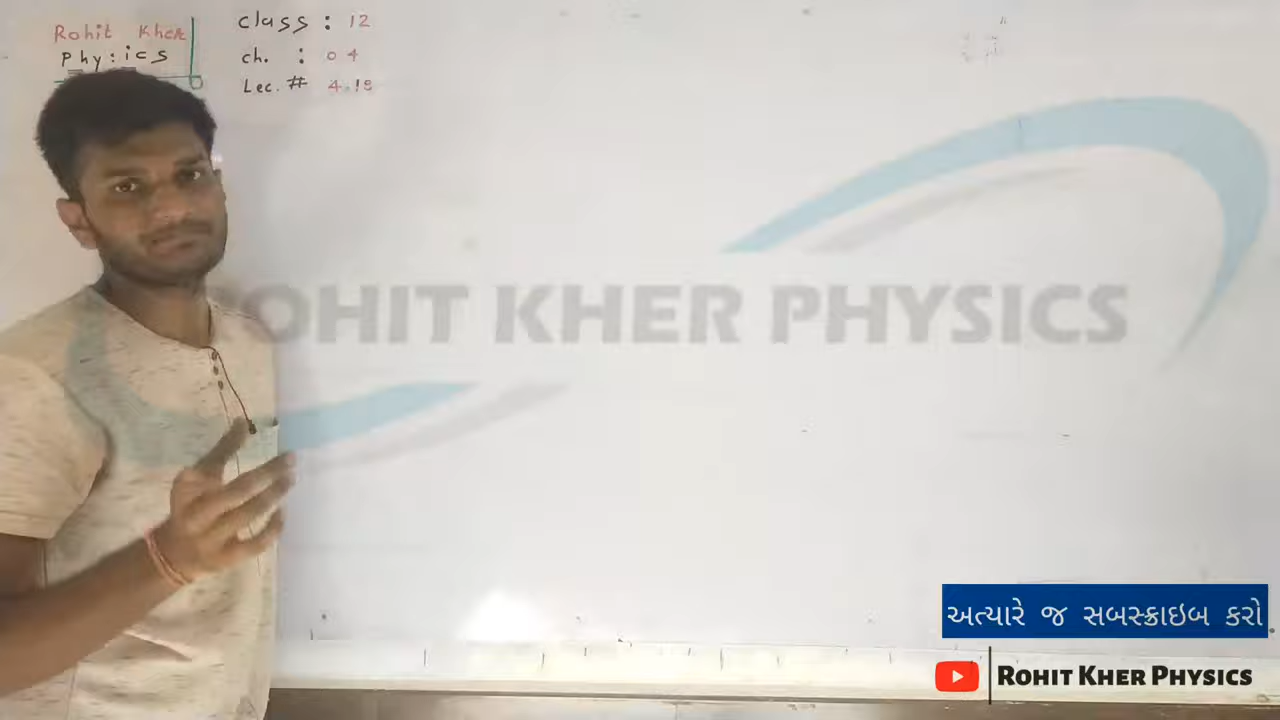 Rohit Kher
Physics
class : 12
ch. : 04
Lec. # 4.18
ROHIT KHER PHYSICS
અત્યારે જ સબસ્ક્રાઇબ કરો.
ROHIT KHER PHYSICS